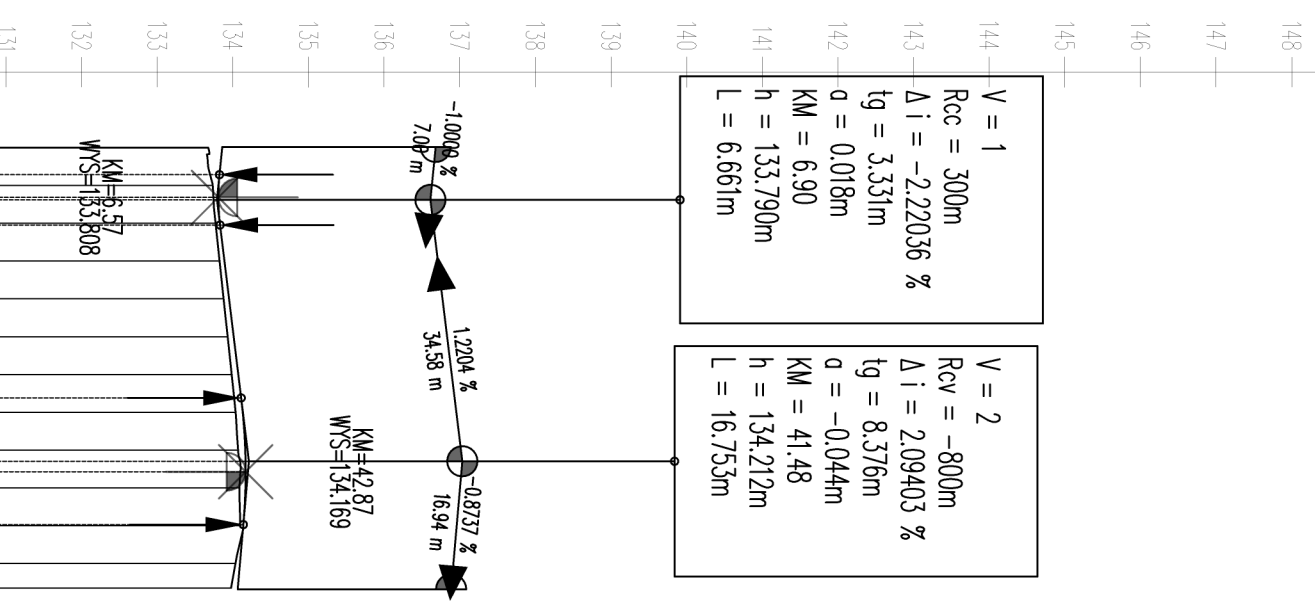 148
147
146
145
144
143
142
141
140
139
138
137
136
135
134
133
132
131
V = 1
Rcc = 300m
Δ i = -2.22036 %
tg = 3.331m
a = 0.018m
KM = 6.90
h = 133.790m
L = 6.661m
V = 2
Rcv = -800m
Δ i = 2.09403 %
tg = 8.376m
a = -0.044m
KM = 41.48
h = 134.212m
L = 16.753m
-1.0000 %
7.00 m
1.2204 %
34.58 m
-0.8737 %
16.94 m
KM=6.57
WYS=133.808
KM=42.87
WYS=134.169